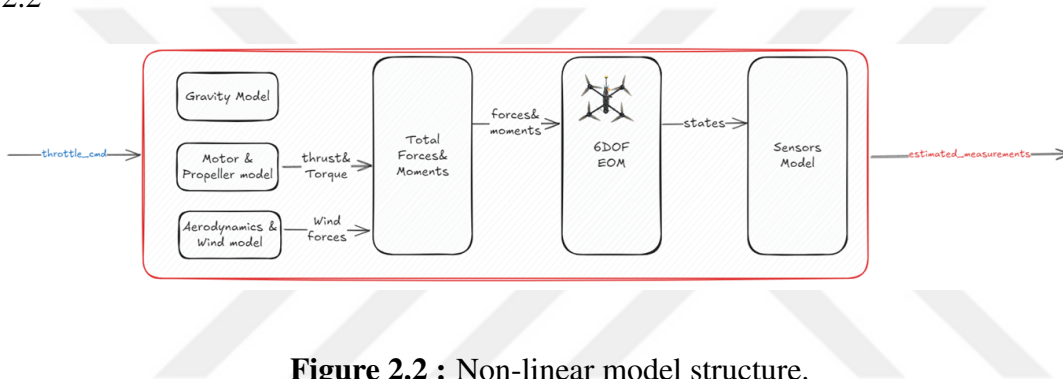 2.2
throttle_cmd
Gravity Model
Motor &
Propeller model
Aerodynamics &
Wind model
thrust&
Torque
Wind
forces
Total
Forces&
Moments
forces&
moments
6DOF
EOM
states
Sensors
Model
estimated_measurements
Figure 2.2 : Non-linear model structure.